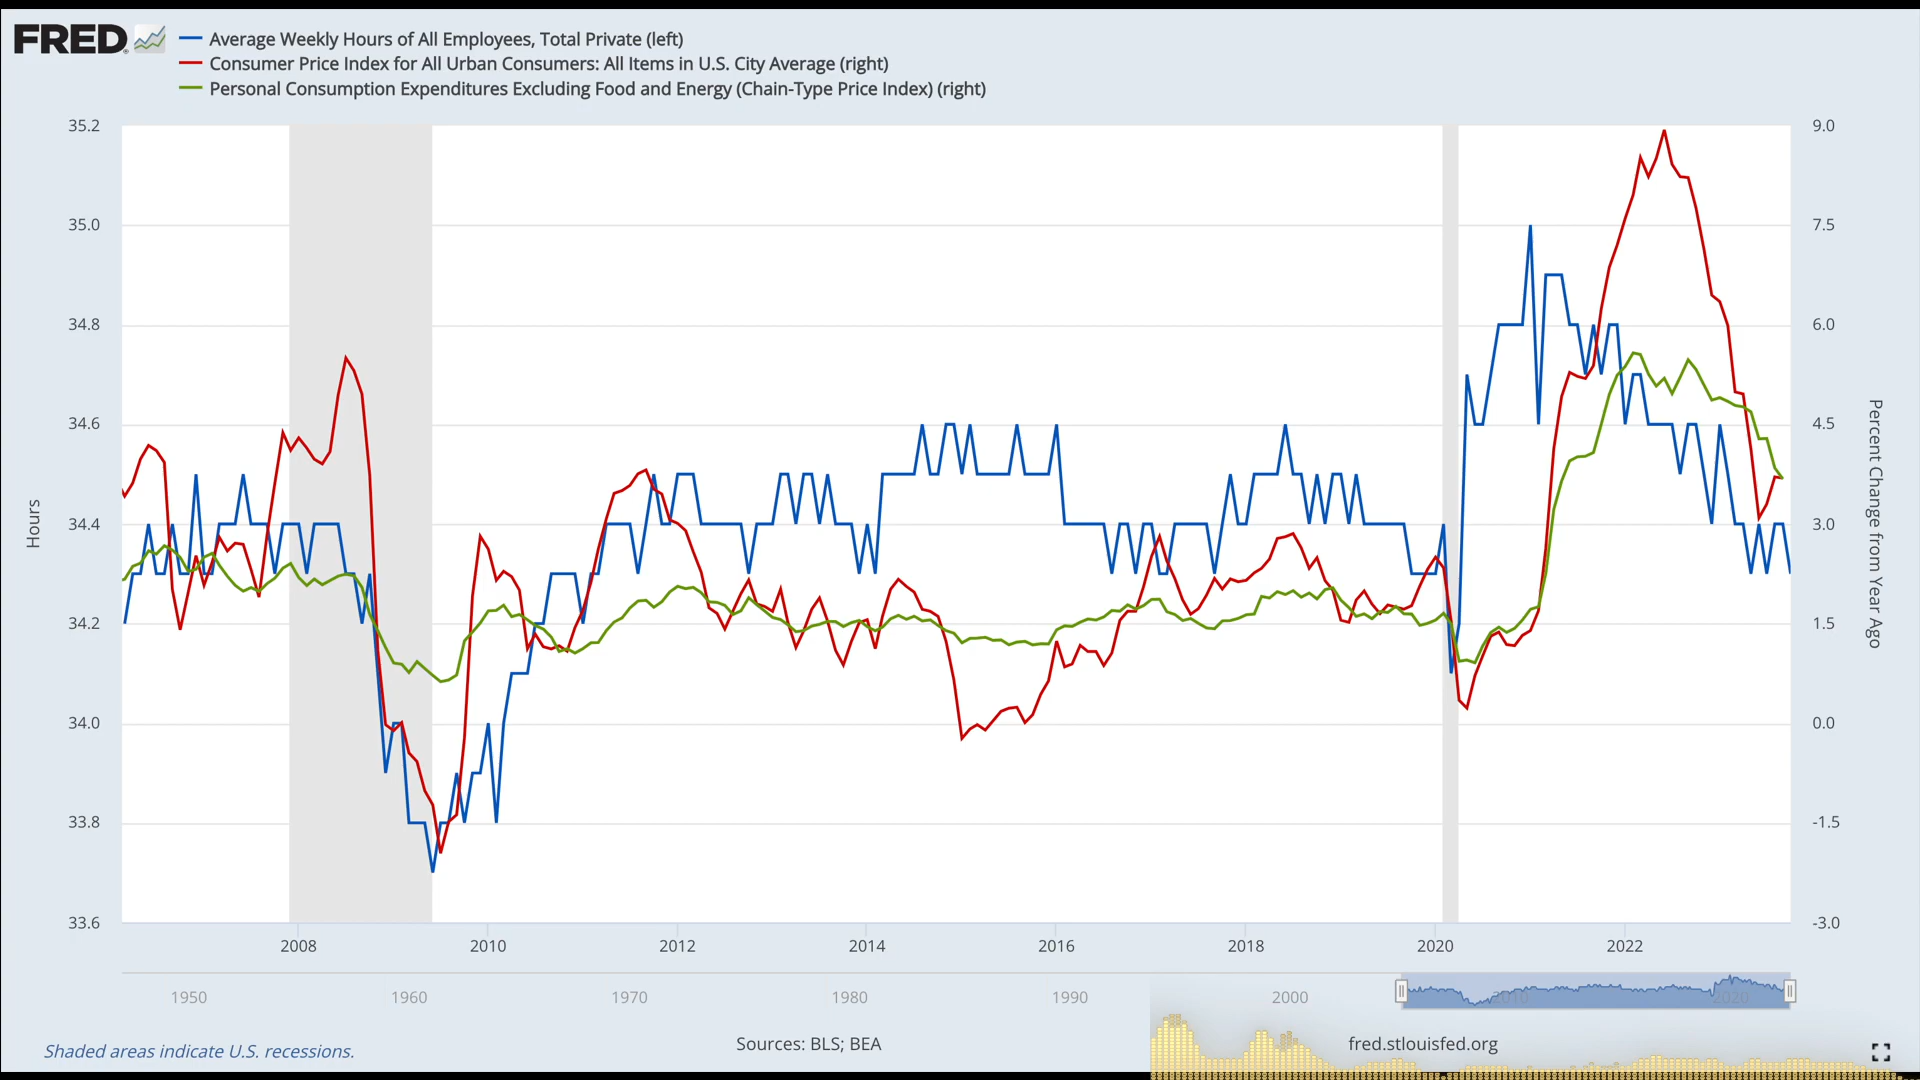 FRED
Average Weekly Hours of All Employees, Total Private (left)
Consumer Price Index for All Urban Consumers: All Items in U.S. City Average (right)
Personal Consumption Expenditures Excluding Food and Energy (Chain-Type Price Index) (right)
35.2 9.0
35.0 7.5
34.8 6.0
34.6 4.5
34.4 3.0
34.2 1.5
34.0 0.0
33.8 -1.5
33.6 -3.0
Hours
Percent Change from Year Ago
2008 2010 2012 2014 2016 2018 2020 2022
1950 1960 1970 1980 1990 2000 2010 2020
Shaded areas indicate U.S. recessions.
Sources: BLS; BEA
fred.stlouisfed.org